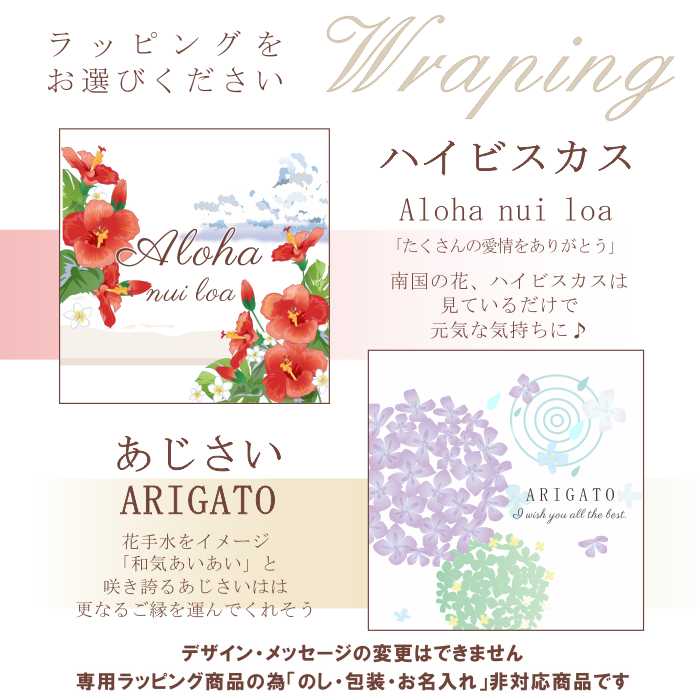 ラッピングを
お選びください
Wraping
Aloha
nui loa
ハイビスカス
Aloha nui loa
「たくさんの愛情をありがとう」
南国の花、ハイビスカスは
見ているだけで
元気な気持ちに♪
あじさい
ARIGATO
花手水をイメージ
「和気あいあい」と
咲き誇るあじさいはは
更なるご縁を運んでくれそう
ARIGATO
I wish you all the best.
デザイン・メッセージの変更はできません
専用ラッピング商品の為「のし・包装・お名入れ」非対応商品です